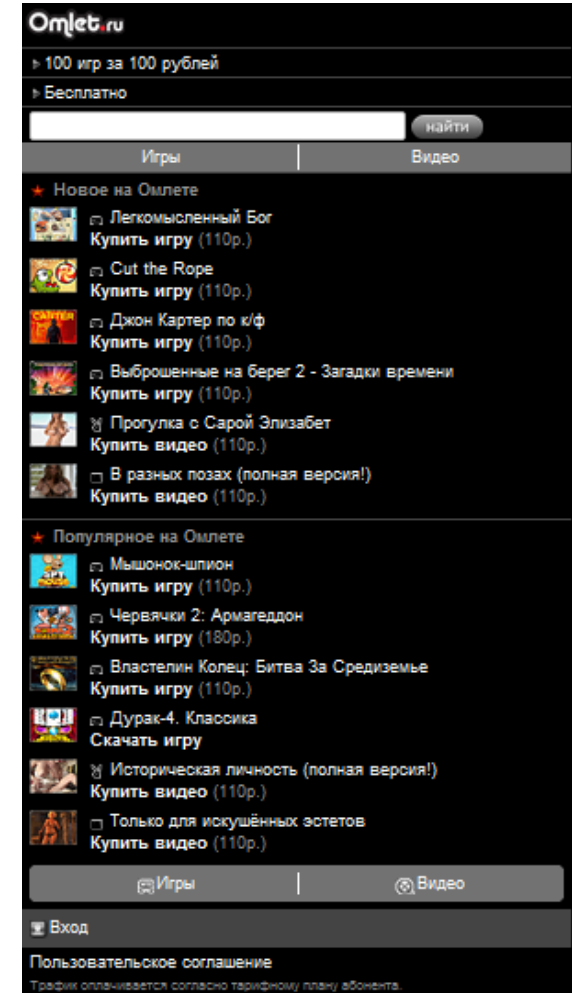 Omlet.ru
100 игр за 100 рублей
Бесплатно
найти
Игры Видео
Новое на Омлете
Легкомысленный Бог
Купить игру (110р.)
Cut the Rope
Купить игру (110р.)
Джон Картер по к/ф
Купить игру (110р.)
Выброшенные на берег 2 - Загадки времени
Купить игру (110р.)
Прогулка с Сарой Элизабет
Купить видео (110р.)
В разных позах (полная версия!)
Купить видео (110р.)
Популярное на Омлете
Мышонок-шпион
Купить игру (110р.)
Червячки 2: Армагеддон
Купить игру (180р.)
Властелин Колец: Битва За Средиземье
Купить игру (110р.)
Дурак-4. Классика
Скачать игру
Историческая личность (полная версия!)
Купить видео (110р.)
Только для искушённых эстетов
Купить видео (110р.)
Игры Видео
Вход
Пользовательское соглашение
Трафик оплачивается согласно тарифному плану абонента.